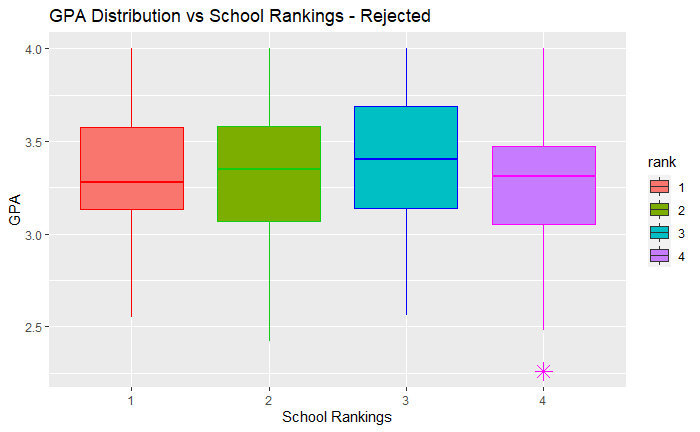 GPA Distribution vs School Rankings - Rejected
4.0
3.5
3.0
2.5
GPA
1 2 3 4
School Rankings
rank
1
2
3
4